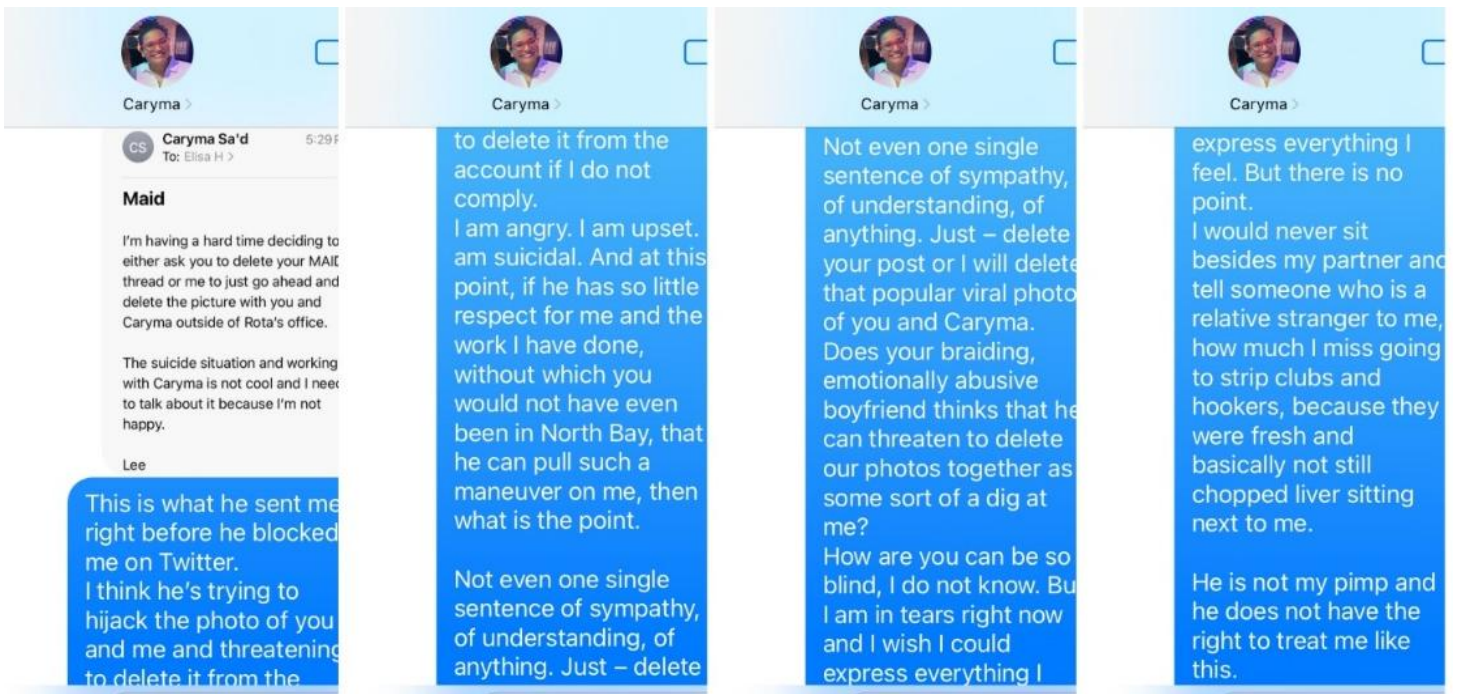 Caryma >
CS
Caryma Sa'd
5:29
To: Elisa H >
Maid
I'm having a hard time deciding to
either ask you to delete your MAID
thread or me to just go ahead and
delete the picture with you and
Caryma outside of Rota's office.
The suicide situation and working
with Caryma is not cool and I need
to talk about it because I'm not
happy.
Lee
This is what he sent me
right before he blocked
me on Twitter.
I think he's trying to
hijack the photo of you
and me and threatening
to delete it from the
Caryma >
to delete it from the
account if I do not
comply.
I am angry. I am upset.
am suicidal. And at this
point, if he has so little
respect for me and the
work I have done,
without which you
would not have even
been in North Bay, that
he can pull such a
maneuver on me, then
what is the point.
Not even one single
sentence of sympathy,
of understanding, of
anything. Just – delete
Caryma >
Not even one single
sentence of sympathy,
of understanding, of
anything. Just – delete
your post or I will delete
that popular viral photo
of you and Caryma.
Does your braiding,
emotionally abusive
boyfriend thinks that he
can threaten to delete
our photos together as
some sort of a dig at
me?
How are you can be so
blind, I do not know. Bu
I am in tears right now
and I wish I could
express everything I
Caryma >
express everything I
feel. But there is no
point.
I would never sit
besides my partner and
tell someone who is a
relative stranger to me,
how much I miss going
to strip clubs and
hookers, because they
were fresh and
basically not still
chopped liver sitting
next to me.
He is not my pimp and
he does not have the
right to treat me like
this.